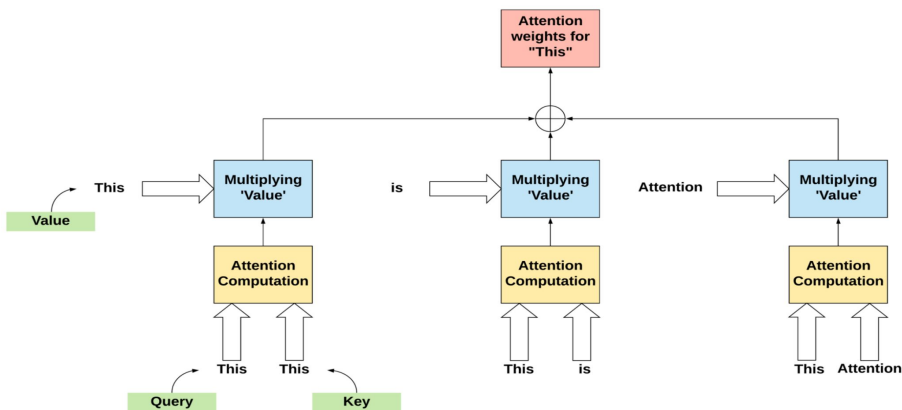 Attention
weights for
"This"
This
Multiplying
'Value'
is
Multiplying
'Value'
Attention
Multiplying
'Value'
Value
Attention
Computation
Attention
Computation
Attention
Computation
This This
This is
This Attention
Query
Key